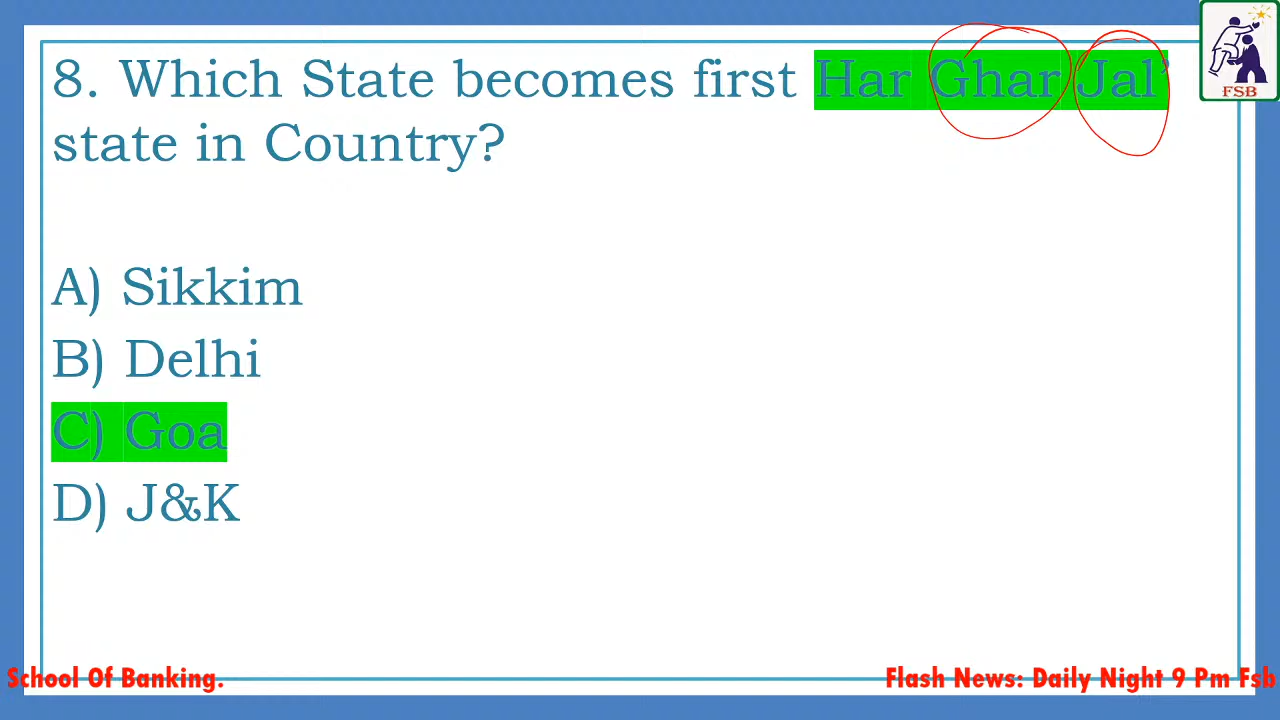 8. Which State becomes first Har Ghar Jal’
state in Country?
A) Sikkim
B) Delhi
C) Goa
D) J&K
FSB
School Of Banking.
Flash News: Daily Night 9 Pm Fsb